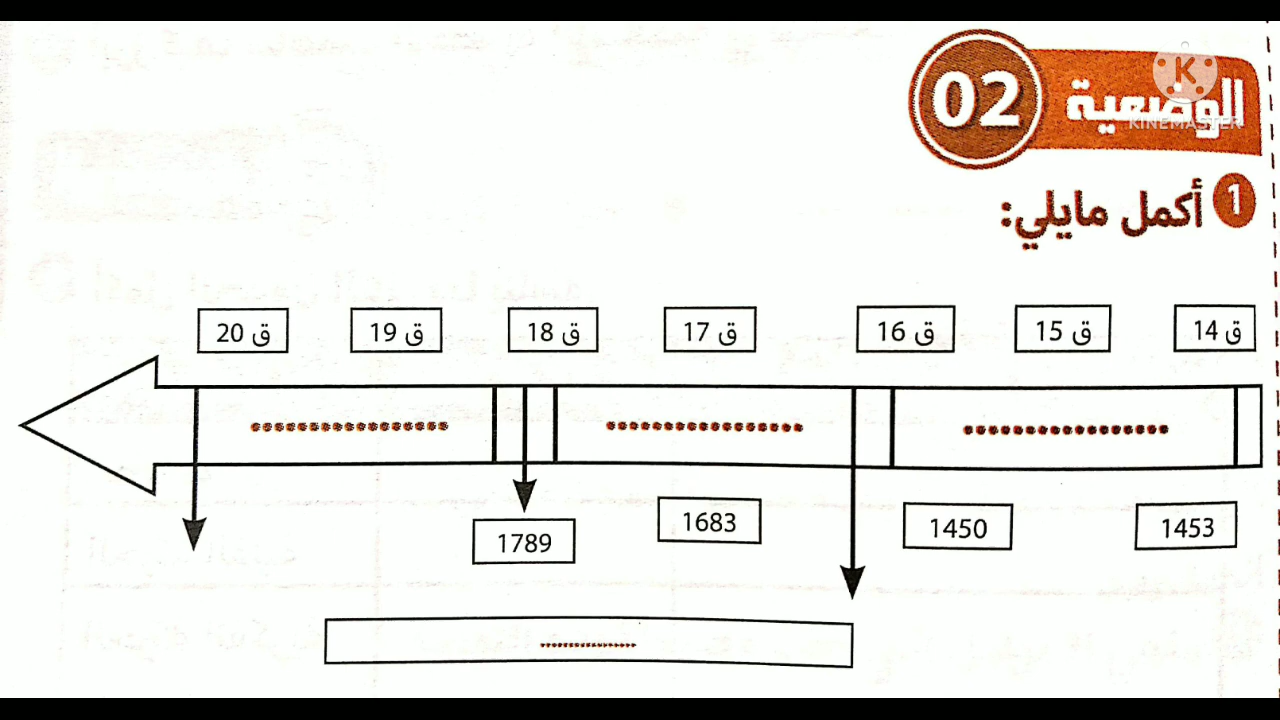 الوضعية 02
KINEMASTER
1 أكمل مايلي:
ق 14 ق 15 ق 16 ق 17 ق 18 ق 19 ق 20
1453 1450 1683 1789